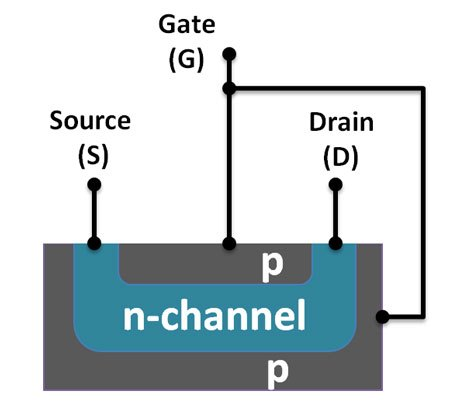 Gate
(G)
Source
(S)
Drain
(D)
p
n-channel
p